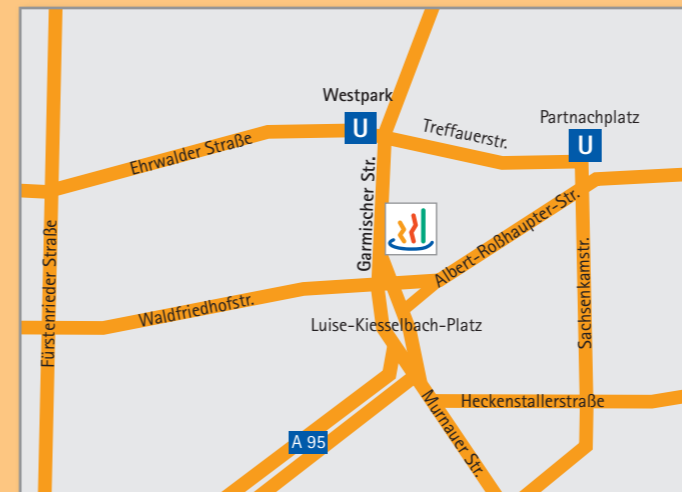 Westpark
U
Partnachplatz
U
Treffauerstr.
Ehrwalder Straße
Garmischer Str.
Albert-Roßhaupter-Str.
Fürstenrieder Straße
Waldfriedhofstr.
Sachsenkamstr.
Luise-Kiesselbach-Platz
Heckenstallerstraße
Murnauer Str.
A 95